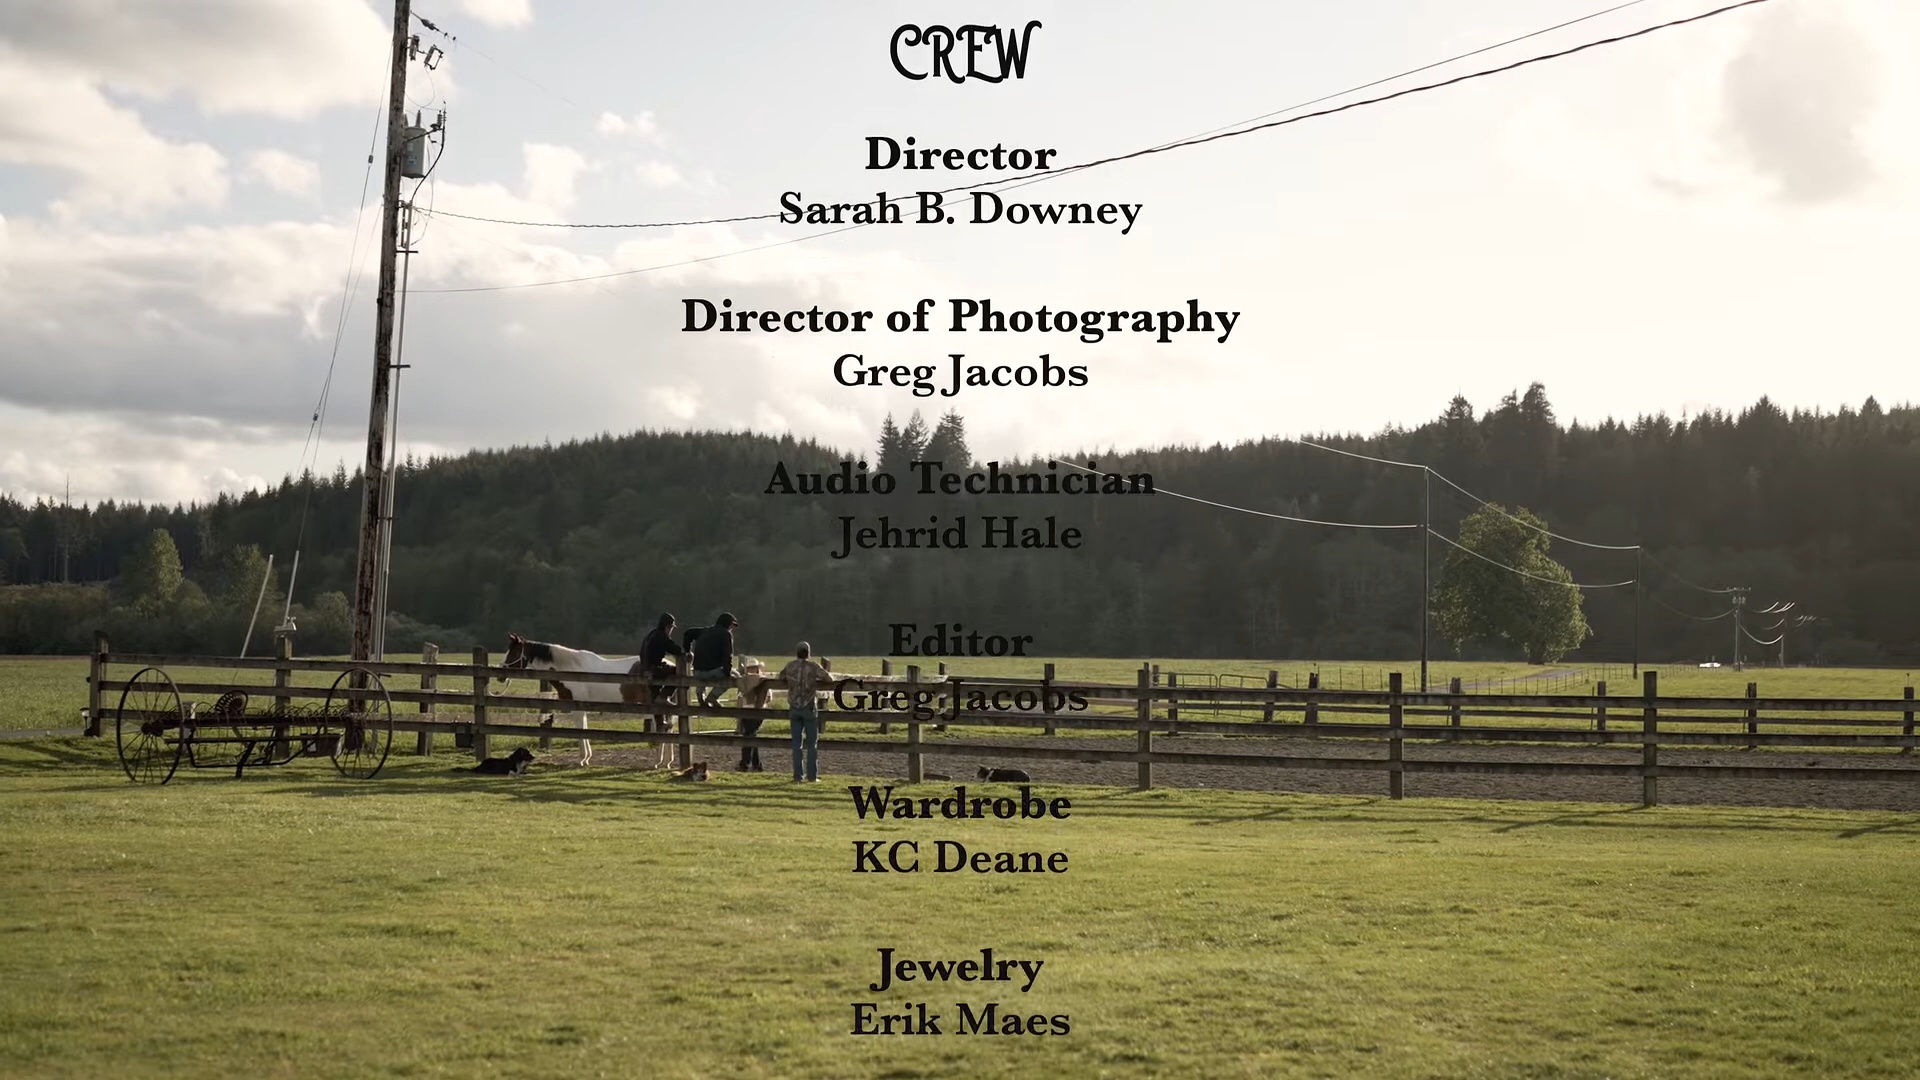 CREW
Director
Sarah B. Downey
Director of Photography
Greg Jacobs
Audio Technician
Jehrid Hale
Editor
Greg Jacobs
Wardrobe
KC Deane
Jewelry
Erik Maes